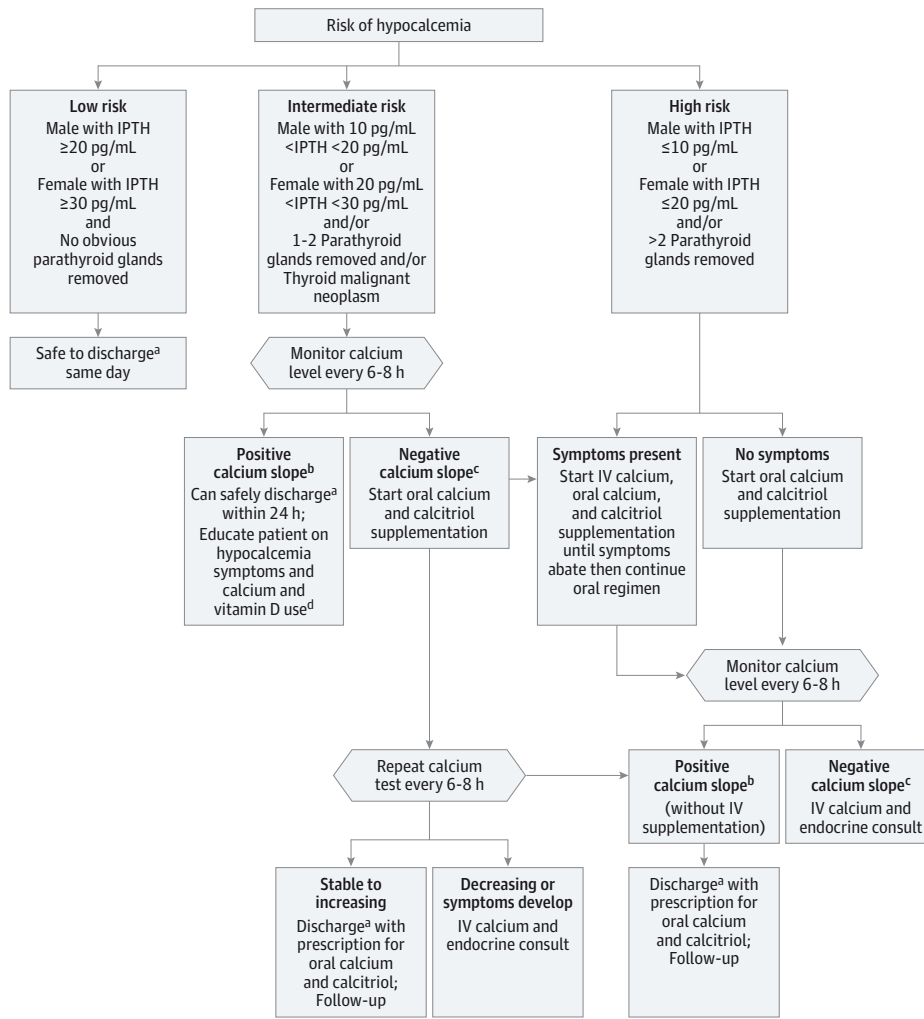 Risk of hypocalcemia
Low risk
Male with IPTH
≥20 pg/mL
or
Female with IPTH
≥30 pg/mL
and
No obvious
parathyroid glands
removed
Intermediate risk
Male with 10 pg/mL
<IPTH <20 pg/mL
or
Female with 20 pg/mL
<IPTH <30 pg/mL
and/or
1-2 Parathyroid
glands removed and/or
Thyroid malignant
neoplasm
High risk
Male with IPTH
≤10 pg/mL
or
Female with IPTH
≤20 pg/mL
and/or
>2 Parathyroid
glands removed
Safe to dischargeᵃ
same day
Monitor calcium
level every 6-8 h
Positive
calcium slopeᵇ
Can safely dischargeᵃ
within 24 h;
Educate patient on
hypocalcemia
symptoms and
calcium and
vitamin D useᵈ
Negative
calcium slopeᶜ
Start oral calcium
and calcitriol
supplementation
Symptoms present
Start IV calcium,
oral calcium,
and calcitriol
supplementation
until symptoms
abate then continue
oral regimen
No symptoms
Start oral calcium
and calcitriol
supplementation
Monitor calcium
level every 6-8 h
Repeat calcium
test every 6-8 h
Positive
calcium slopeᵇ
(without IV
supplementation)
Negative
calcium slopeᶜ
IV calcium and
endocrine consult
Stable to
increasing
Dischargeᵃ with
prescription for
oral calcium
and calcitriol;
Follow-up
Decreasing or
symptoms develop
IV calcium and
endocrine consult
Dischargeᵃ with
prescription for
oral calcium
and calcitriol;
Follow-up